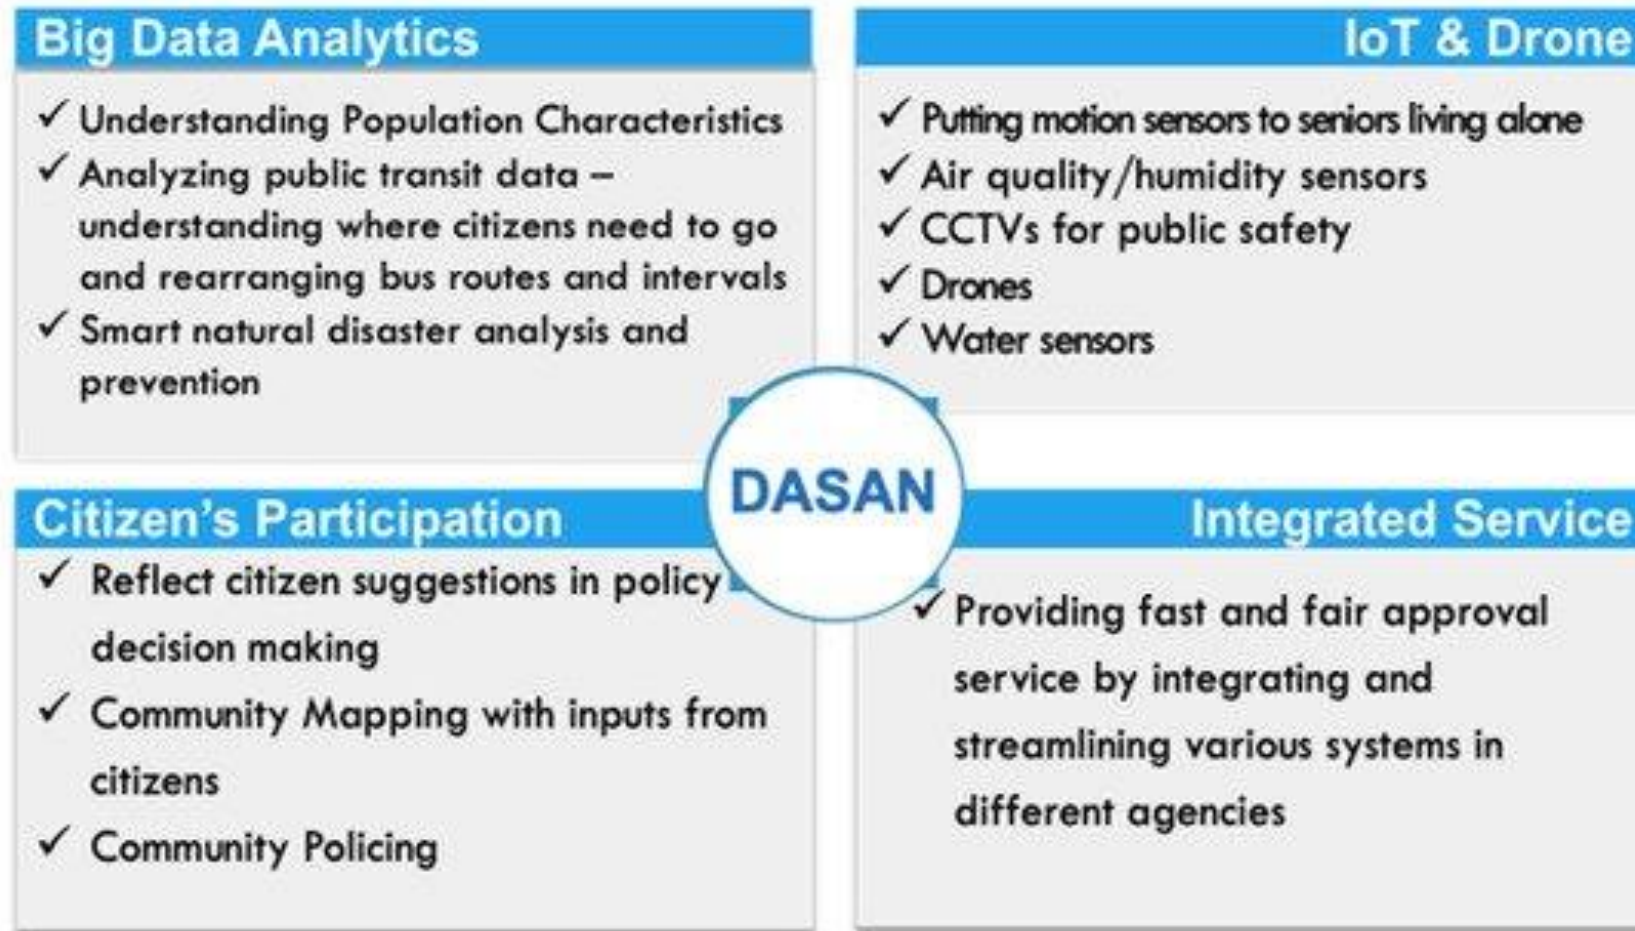 Big Data Analytics
✓ Understanding Population Characteristics
✓ Analyzing public transit data –
understanding where citizens need to go
and rearranging bus routes and intervals
✓ Smart natural disaster analysis and
prevention
IoT & Drone
✓ Putting motion sensors to seniors living alone
✓ Air quality/humidity sensors
✓ CCTVs for public safety
✓ Drones
✓ Water sensors
DASAN
Citizen's Participation
✓ Reflect citizen suggestions in policy
decision making
✓ Community Mapping with inputs from
citizens
✓ Community Policing
Integrated Service
✓ Providing fast and fair approval
service by integrating and
streamlining various systems in
different agencies